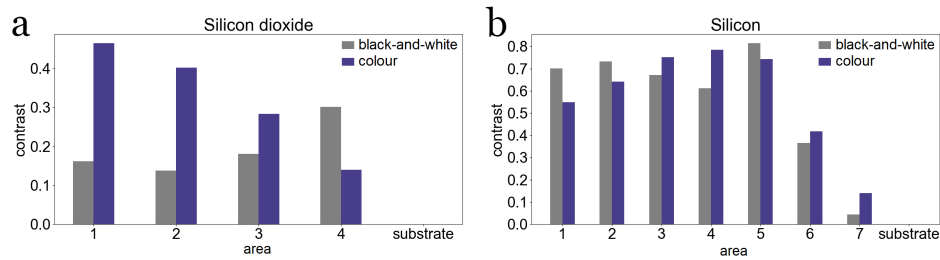 a
Silicon dioxide
black-and-white
colour
contrast
0.4
0.3
0.2
0.1
0.0
1 2 3 4 substrate
area
b
Silicon
black-and-white
colour
contrast
0.8
0.7
0.6
0.5
0.4
0.3
0.2
0.1
0.0
1 2 3 4 5 6 7 substrate
area